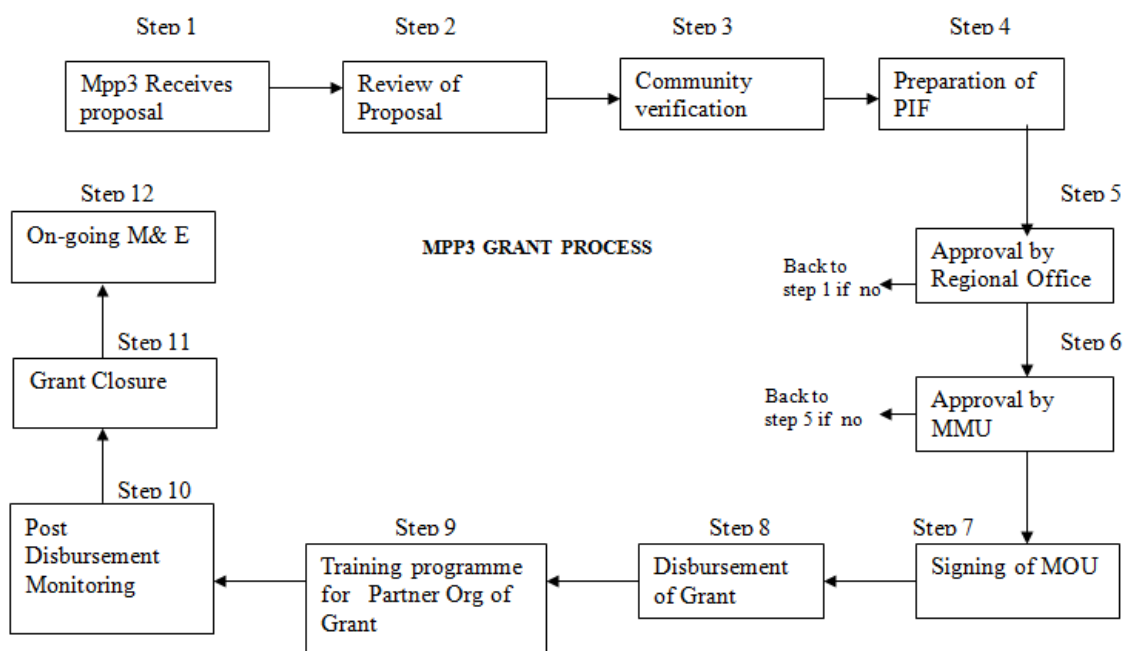 Step 1
Step 2
Step 3
Step 4
Mpp3 Receives
proposal
Review of
Proposal
Community
verification
Preparation of
PIF
Step 5
Approval by
Regional Office
Back to
step 1 if no
Step 6
Approval by
MMU
Back to
step 5 if no
Step 7
Signing of MOU
Step 8
Disbursement
of Grant
Step 9
Training programme
for Partner Org of
Grant
Step 10
Post
Disbursement
Monitoring
Step 11
Grant Closure
Step 12
On-going M& E
MPP3 GRANT PROCESS